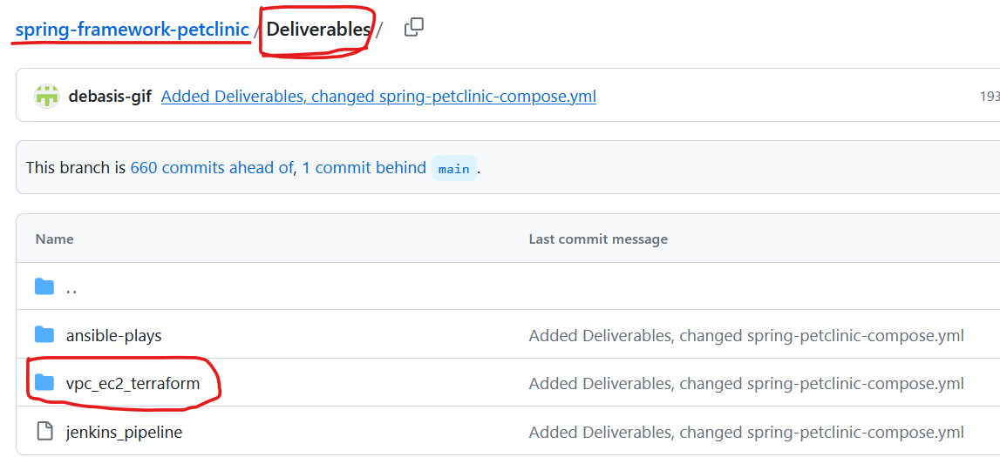 spring-framework-petclinic / Deliverables /
debasis-gif Added Deliverables, changed spring-petclinic-compose.yml 193
This branch is 660 commits ahead of, 1 commit behind main .
Name Last commit message
..
ansible-plays Added Deliverables, changed spring-petclinic-compose.yml
vpc_ec2_terraform Added Deliverables, changed spring-petclinic-compose.yml
jenkins_pipeline Added Deliverables, changed spring-petclinic-compose.yml